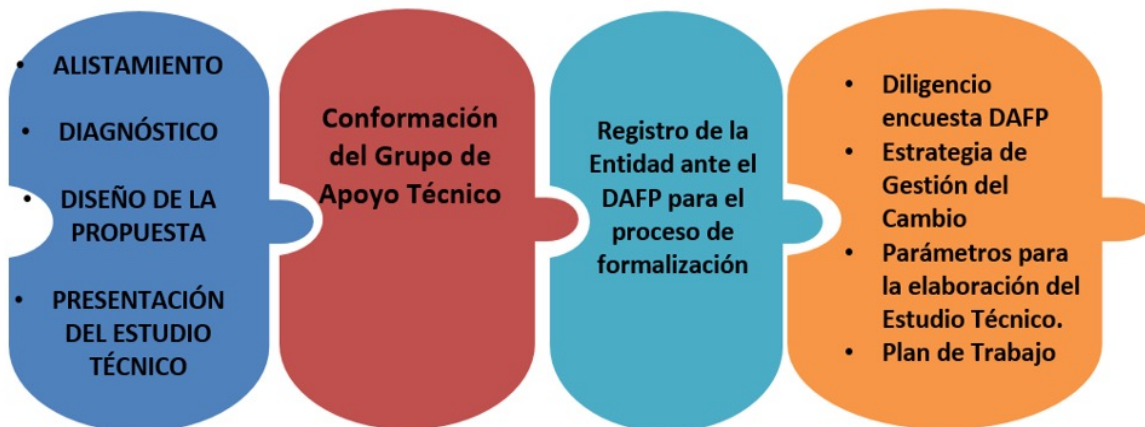 • ALISTAMIENTO
• DIAGNÓSTICO
• DISEÑO DE LA
PROPUESTA
• PRESENTACIÓN
DEL ESTUDIO
TÉCNICO
Conformación
del Grupo de
Apoyo Técnico
Registro de la
Entidad ante el
DAFP para el
proceso de
formalización
• Diligencio
encuesta DAFP
• Estrategia de
Gestión del
Cambio
• Parámetros para
la elaboración del
Estudio Técnico.
• Plan de Trabajo